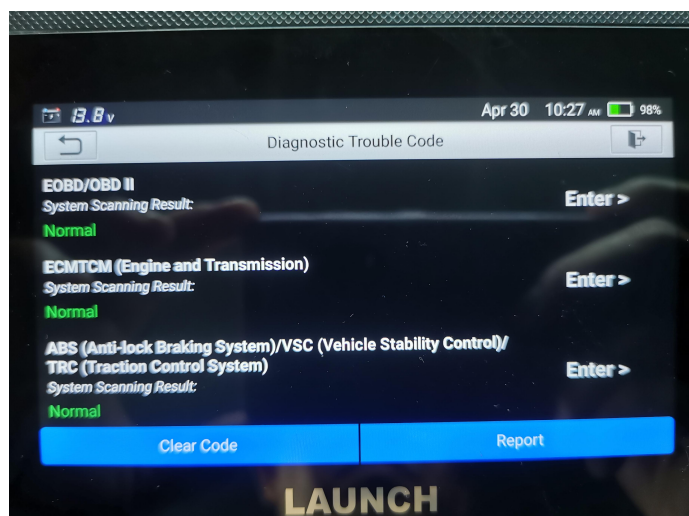 13.8v
Apr 30 10:27 AM 98%
Diagnostic Trouble Code
EOBD/OBD II
System Scanning Result:
Enter >
Normal
ECMTCM (Engine and Transmission)
System Scanning Result:
Enter >
Normal
ABS (Anti-lock Braking System)/VSC (Vehicle Stability Control)/
TRC (Traction Control System)
Enter >
System Scanning Result:
Normal
Clear Code
Report
LAUNCH